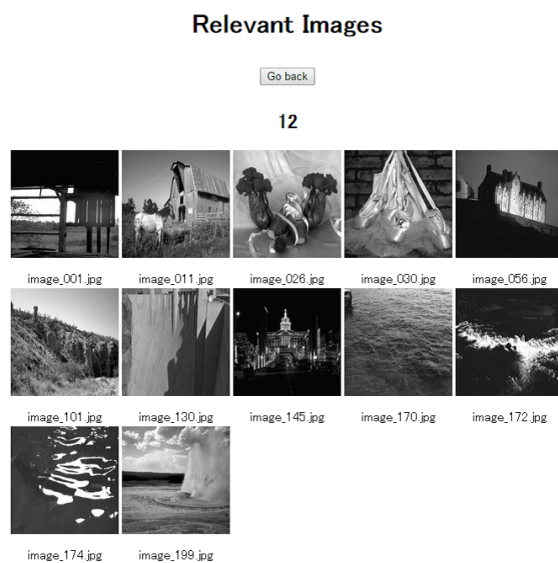 Relevant Images
Go back
12
image_001.jpg
image_011.jpg
image_026.jpg
image_030.jpg
image_056.jpg
image_101.jpg
image_130.jpg
image_145.jpg
image_170.jpg
image_172.jpg
image_174.jpg
image_199.jpg